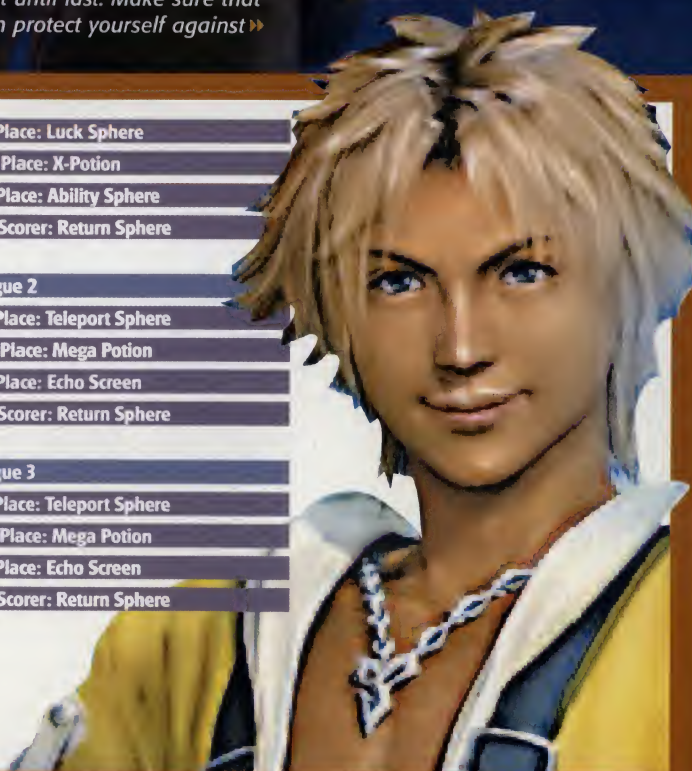 t until last. Make sure that
n protect yourself against »
Place: Luck Sphere
Place: X-Potion
Place: Ability Sphere
Scorer: Return Sphere
gue 2
Place: Teleport Sphere
Place: Mega Potion
Place: Echo Screen
Scorer: Return Sphere
gue 3
Place: Teleport Sphere
Place: Mega Potion
Place: Echo Screen
Scorer: Return Sphere